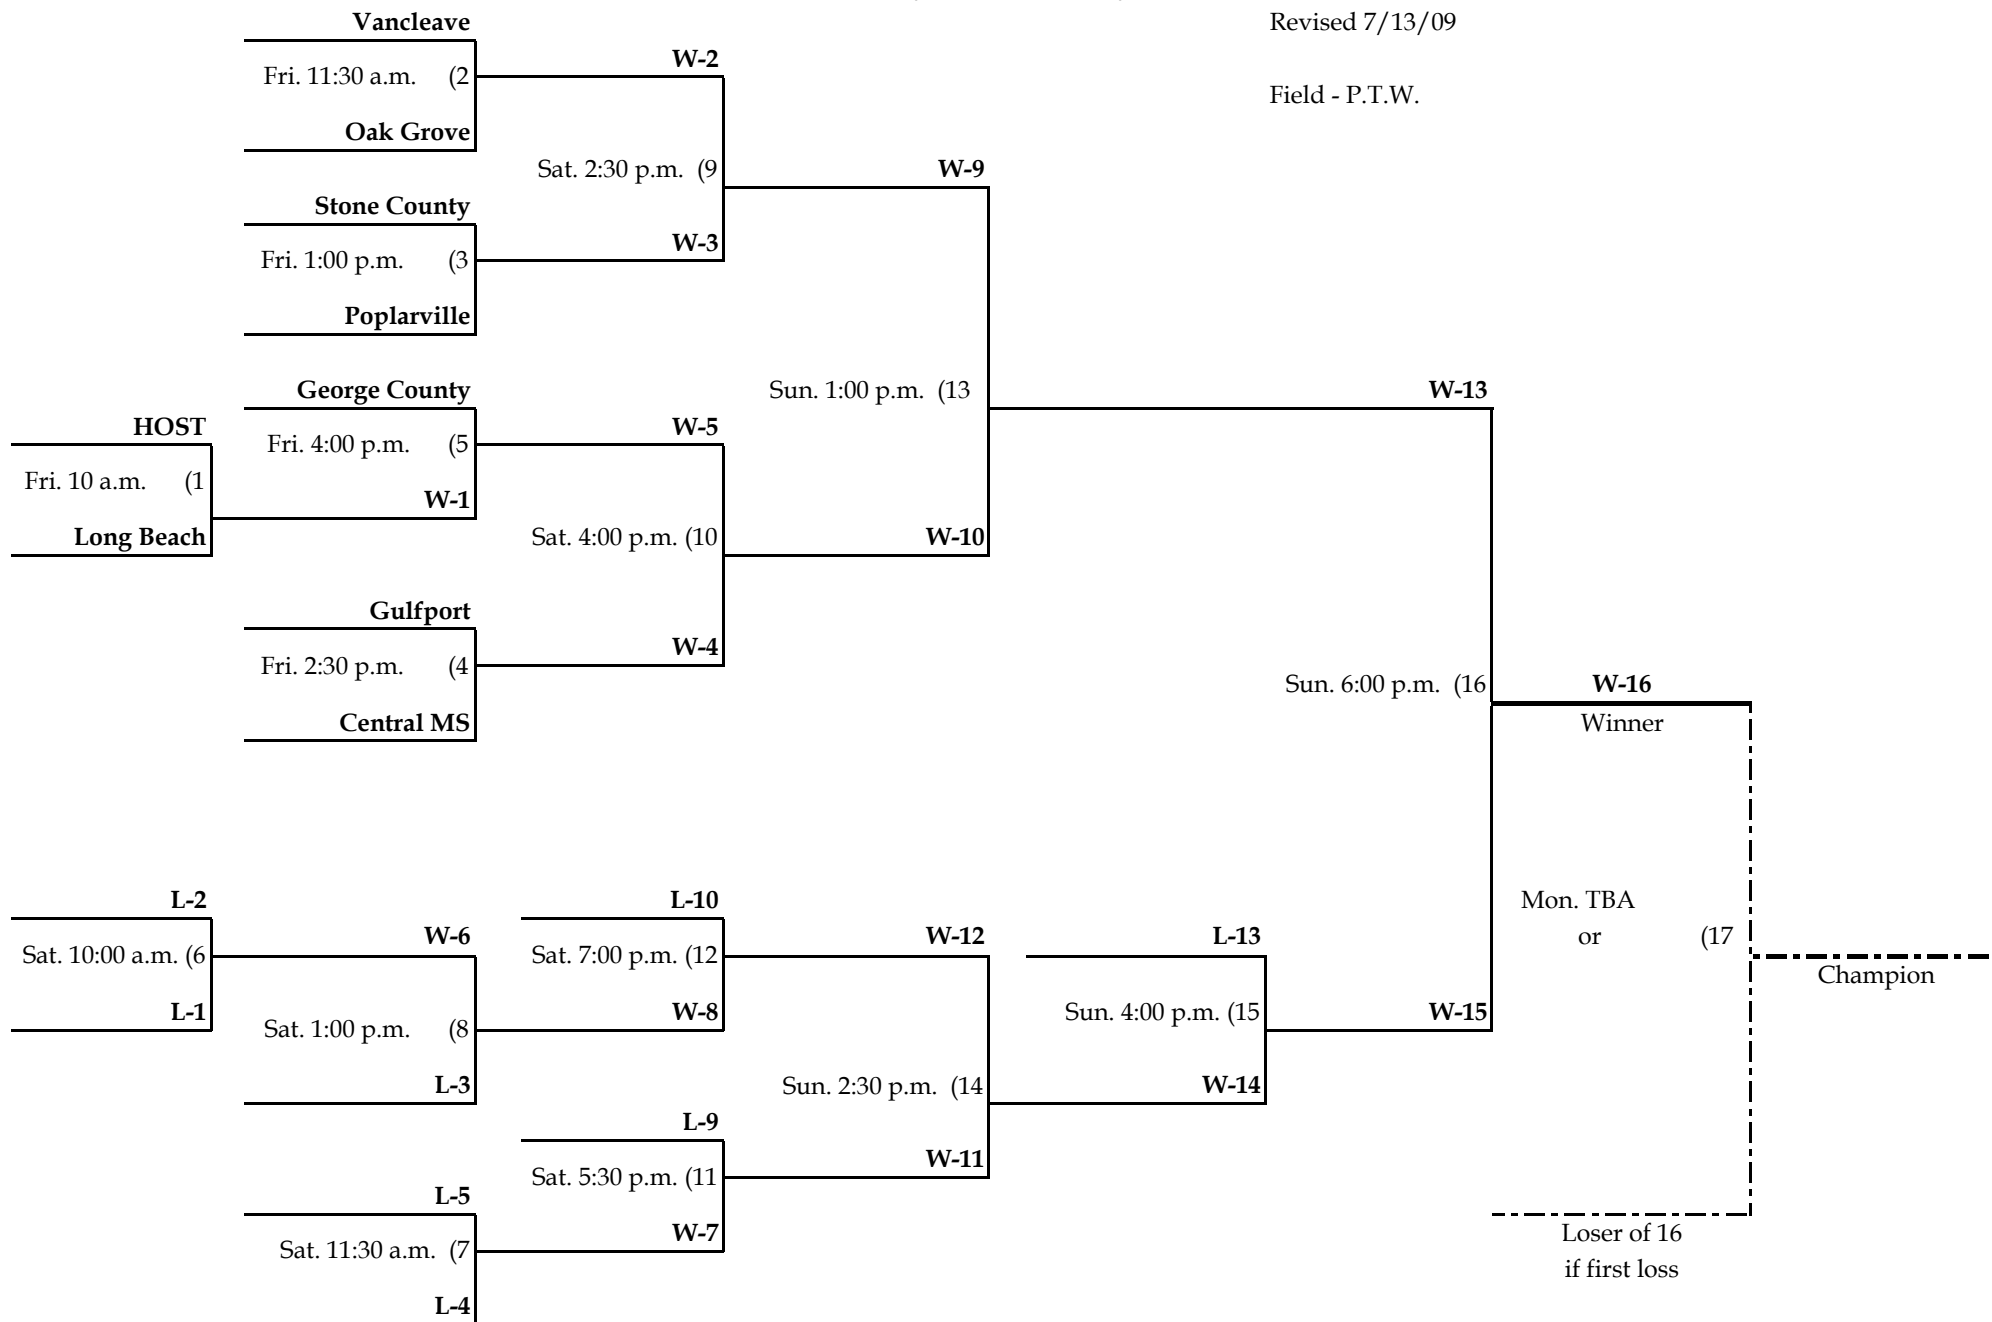 Vancleave
Revised 7/13/09
W-2
Fri. 11:30 a.m. (2
Field - P.T.W.
Oak Grove
Sat. 2:30 p.m. (9
W-9
Stone County
W-3
Fri. 1:00 p.m. (3
Poplarville
George County
Sun. 1:00 p.m. (13
W-13
HOST
W-5
Fri. 4:00 p.m. (5
Fri. 10 a.m. (1
W-1
Long Beach
Sat. 4:00 p.m. (10
W-10
Gulfport
W-4
Fri. 2:30 p.m. (4
Sun. 6:00 p.m. (16
W-16
Central MS
Winner
L-2
L-10
Mon. TBA
W-6
W-12
L-13
or (17
Sat. 10:00 a.m. (6
Sat. 7:00 p.m. (12
Champion
L-1
W-8
Sun. 4:00 p.m. (15
W-15
Sat. 1:00 p.m. (8
L-3
Sun. 2:30 p.m. (14
W-14
L-9
W-11
Sat. 5:30 p.m. (11
L-5
W-7
Loser of 16
Sat. 11:30 a.m. (7
if first loss
L-4